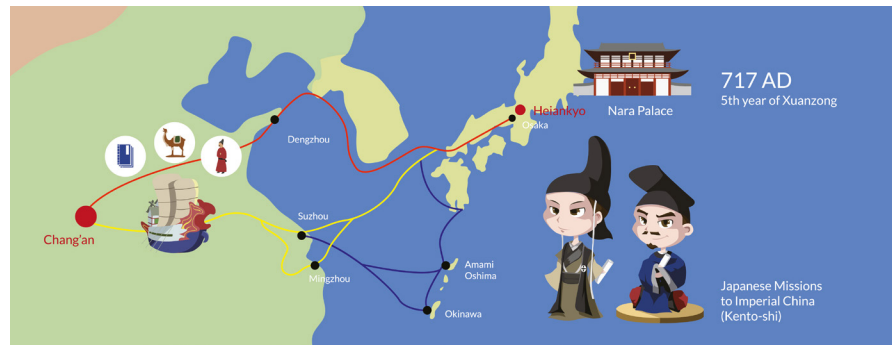 717 AD
5th year of Xuanzong
Nara Palace
Heiankyo
Osaka
Dengzhou
Chang'an
Suzhou
Mingzhou
Amami
Oshima
Okinawa
Japanese Missions
to Imperial China
(Kento-shi)